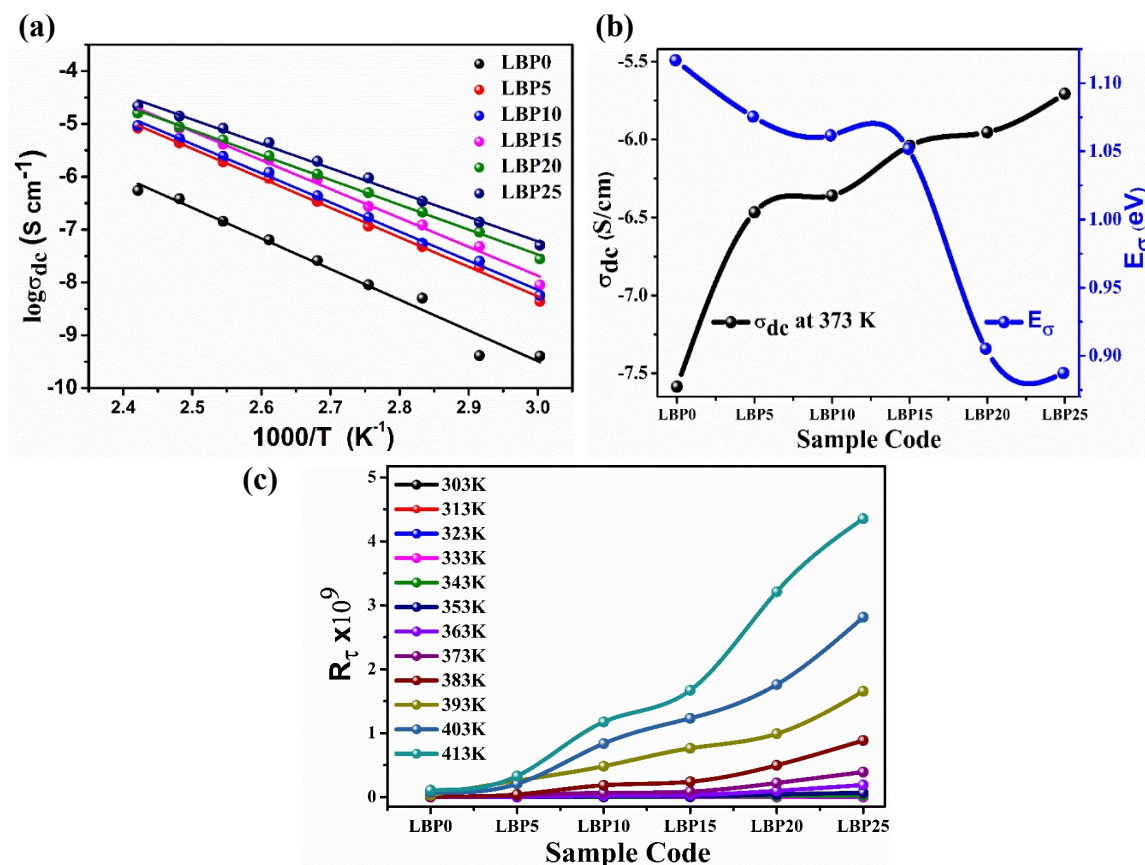 (a)
-4
-5
-6
-7
-8
-9
-10
logσdc (S cm⁻¹)
LBP0
LBP5
LBP10
LBP15
LBP20
LBP25
2.4 2.5 2.6 2.7 2.8 2.9 3.0
1000/T (K⁻¹)
(b)
-5.5
-6.0
-6.5
-7.0
-7.5
σdc (S/cm)
1.10
1.05
1.00
0.95
0.90
Eσ (eV)
σdc at 373 K
Eσ
LBP0 LBP5 LBP10 LBP15 LBP20 LBP25
Sample Code
(c)
5
4
3
2
1
0
Rτ x10⁹
303K
313K
323K
333K
343K
353K
363K
373K
383K
393K
403K
413K
LBP0 LBP5 LBP10 LBP15 LBP20 LBP25
Sample Code